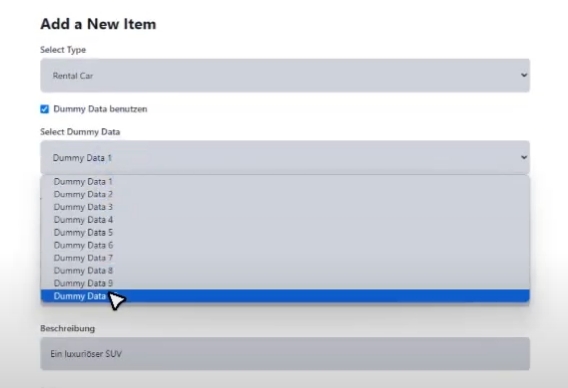 Add a New Item
Select Type
Rental Car
Dummy Data benutzen
Select Dummy Data
Dummy Data 1
Dummy Data 1
Dummy Data 2
Dummy Data 3
Dummy Data 4
Dummy Data 5
Dummy Data 6
Dummy Data 7
Dummy Data 8
Dummy Data 9
Dummy Data
Beschreibung
Ein luxuriöser SUV